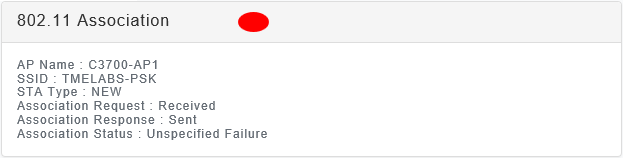 802.11 Association
AP Name : C3700-AP1
SSID : TMELABS-PSK
STA Type : NEW
Association Request : Received
Association Response : Sent
Association Status : Unspecified Failure